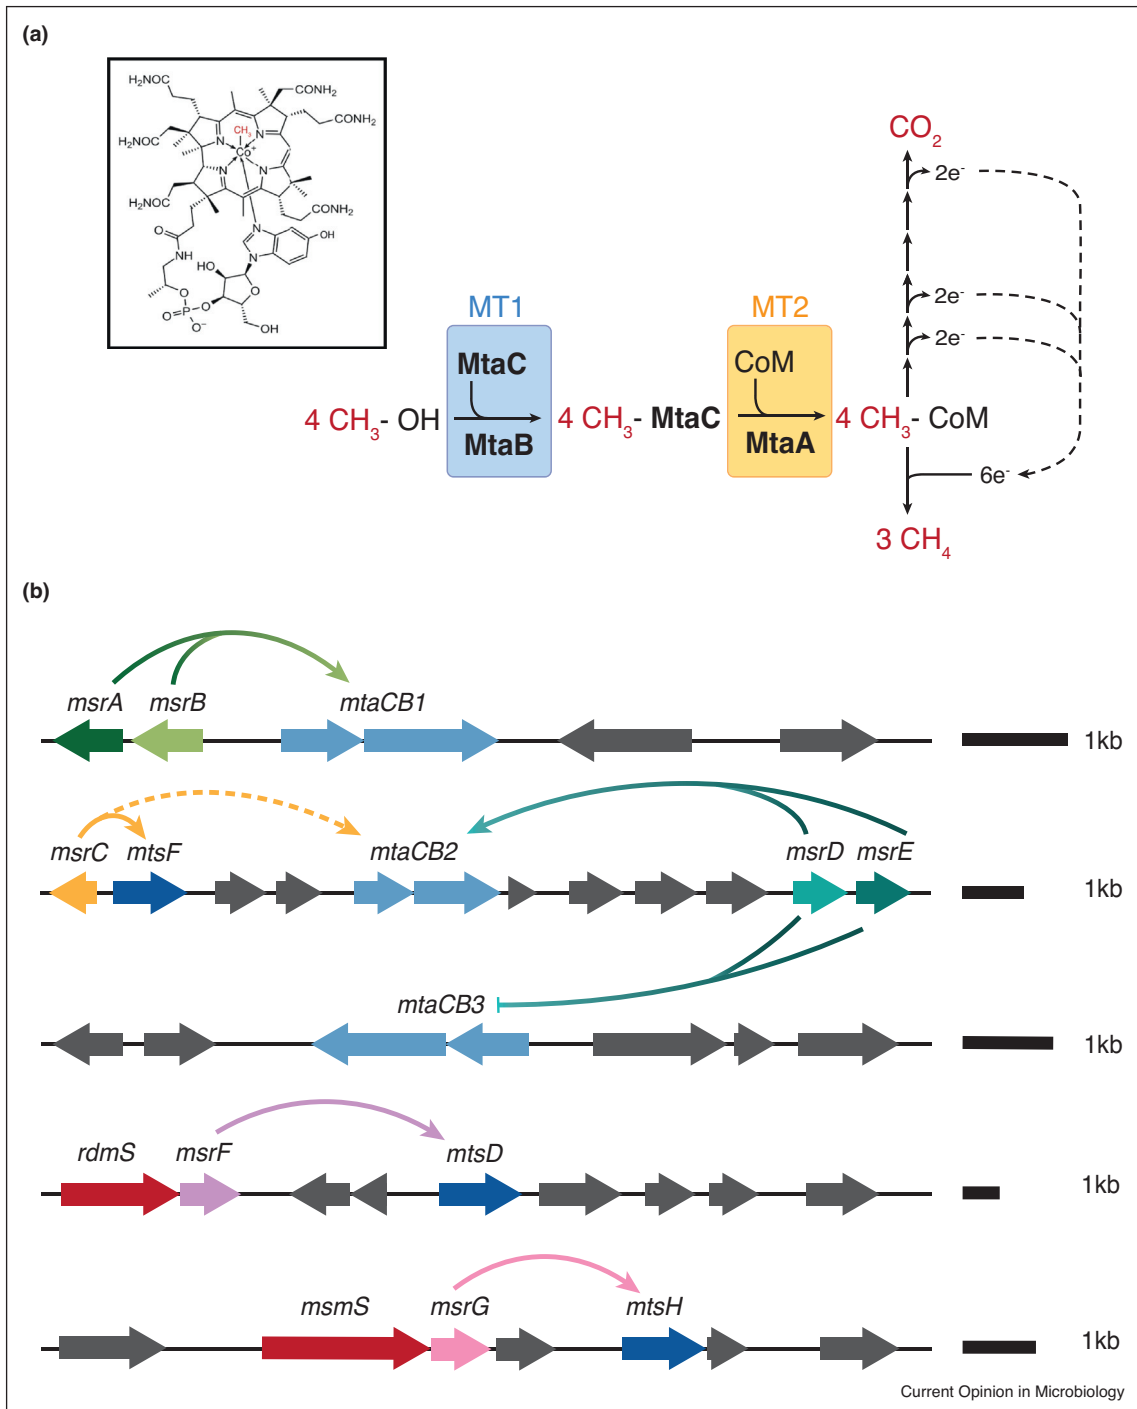 (a)
H2NOC
CONH2
CH3
H2NOC
N
N
CONH2
Co+
N
N
H2NOC
CONH2
O
N
OH
NH
N
HO
O
O
O
P
O
O-
OH
CO2
2e-
2e-
2e-
MT1
MT2
MtaC
CoM
4 CH3- OH
4 CH3- MtaC
4 CH3- CoM
MtaB
MtaA
6e-
3 CH4
(b)
msrA
msrB
mtaCB1
1kb
msrC
mtsF
mtaCB2
msrD
msrE
1kb
mtaCB3
1kb
rdmS
msrF
mtsD
1kb
msmS
msrG
mtsH
1kb
Current Opinion in Microbiology